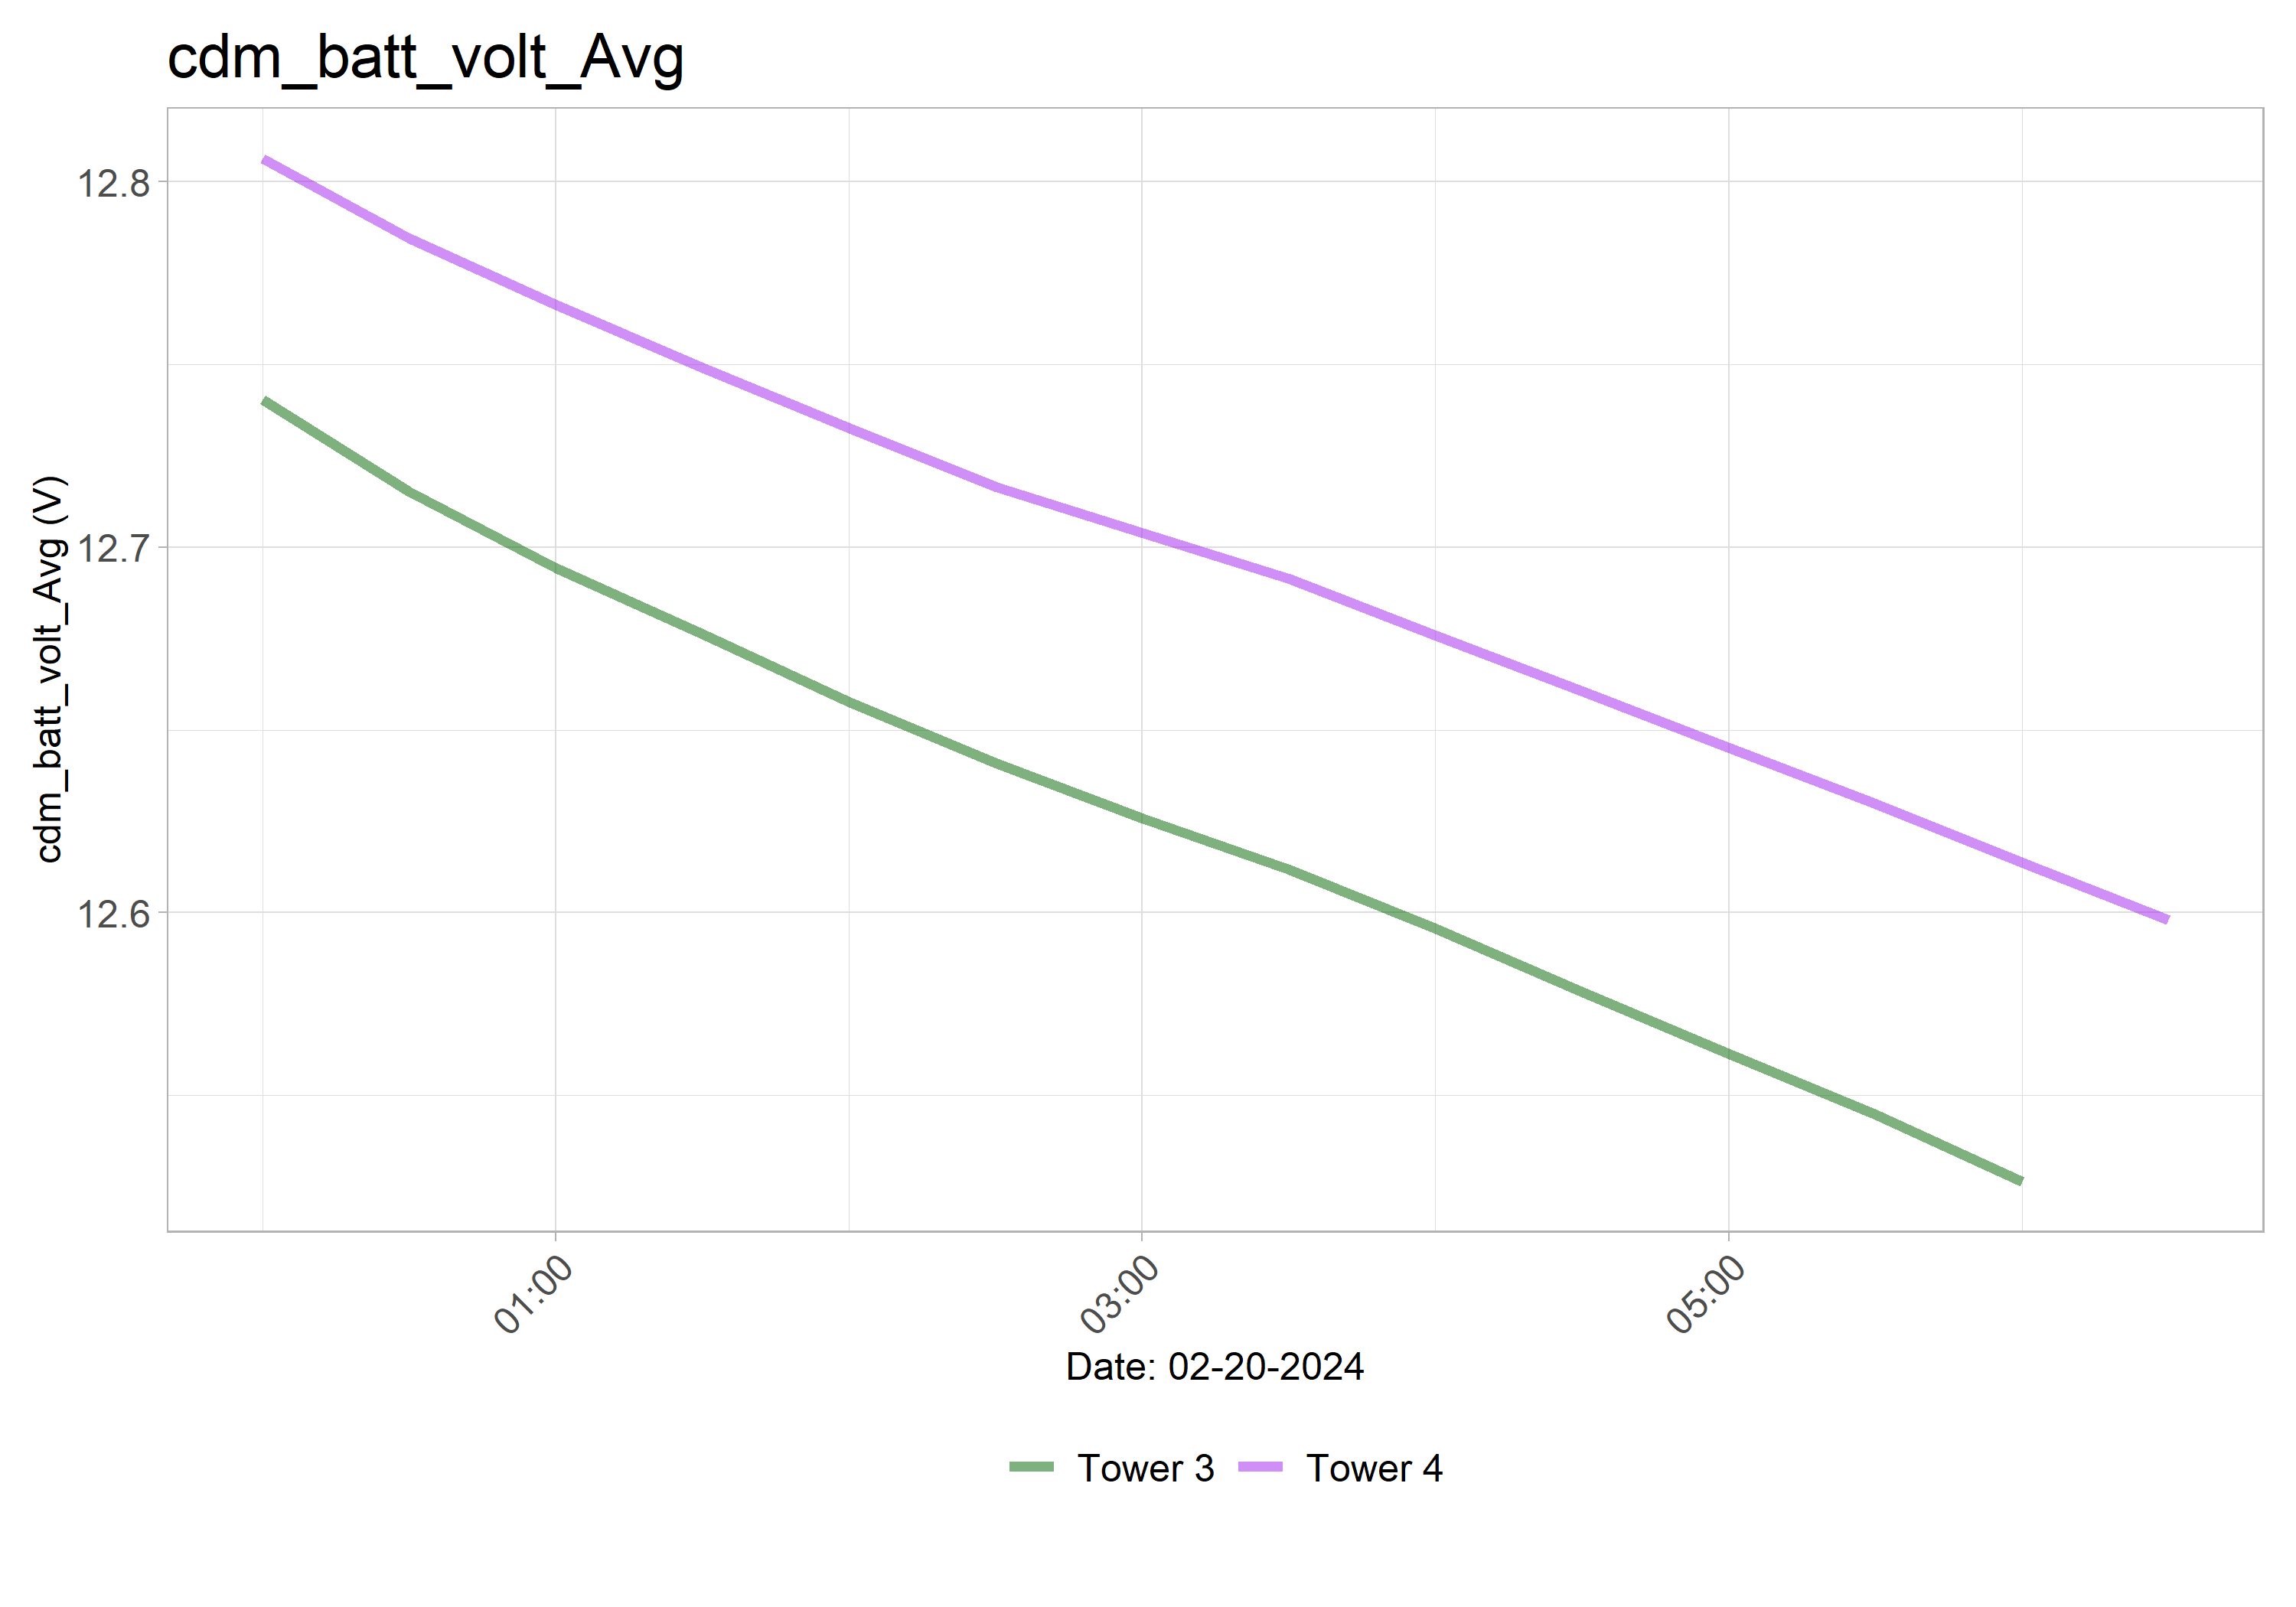 cdm_batt_volt_Avg
cdm_batt_volt_Avg (V)
12.8
12.7
12.6
01:00
03:00
05:00
Date: 02-20-2024
Tower 3
Tower 4